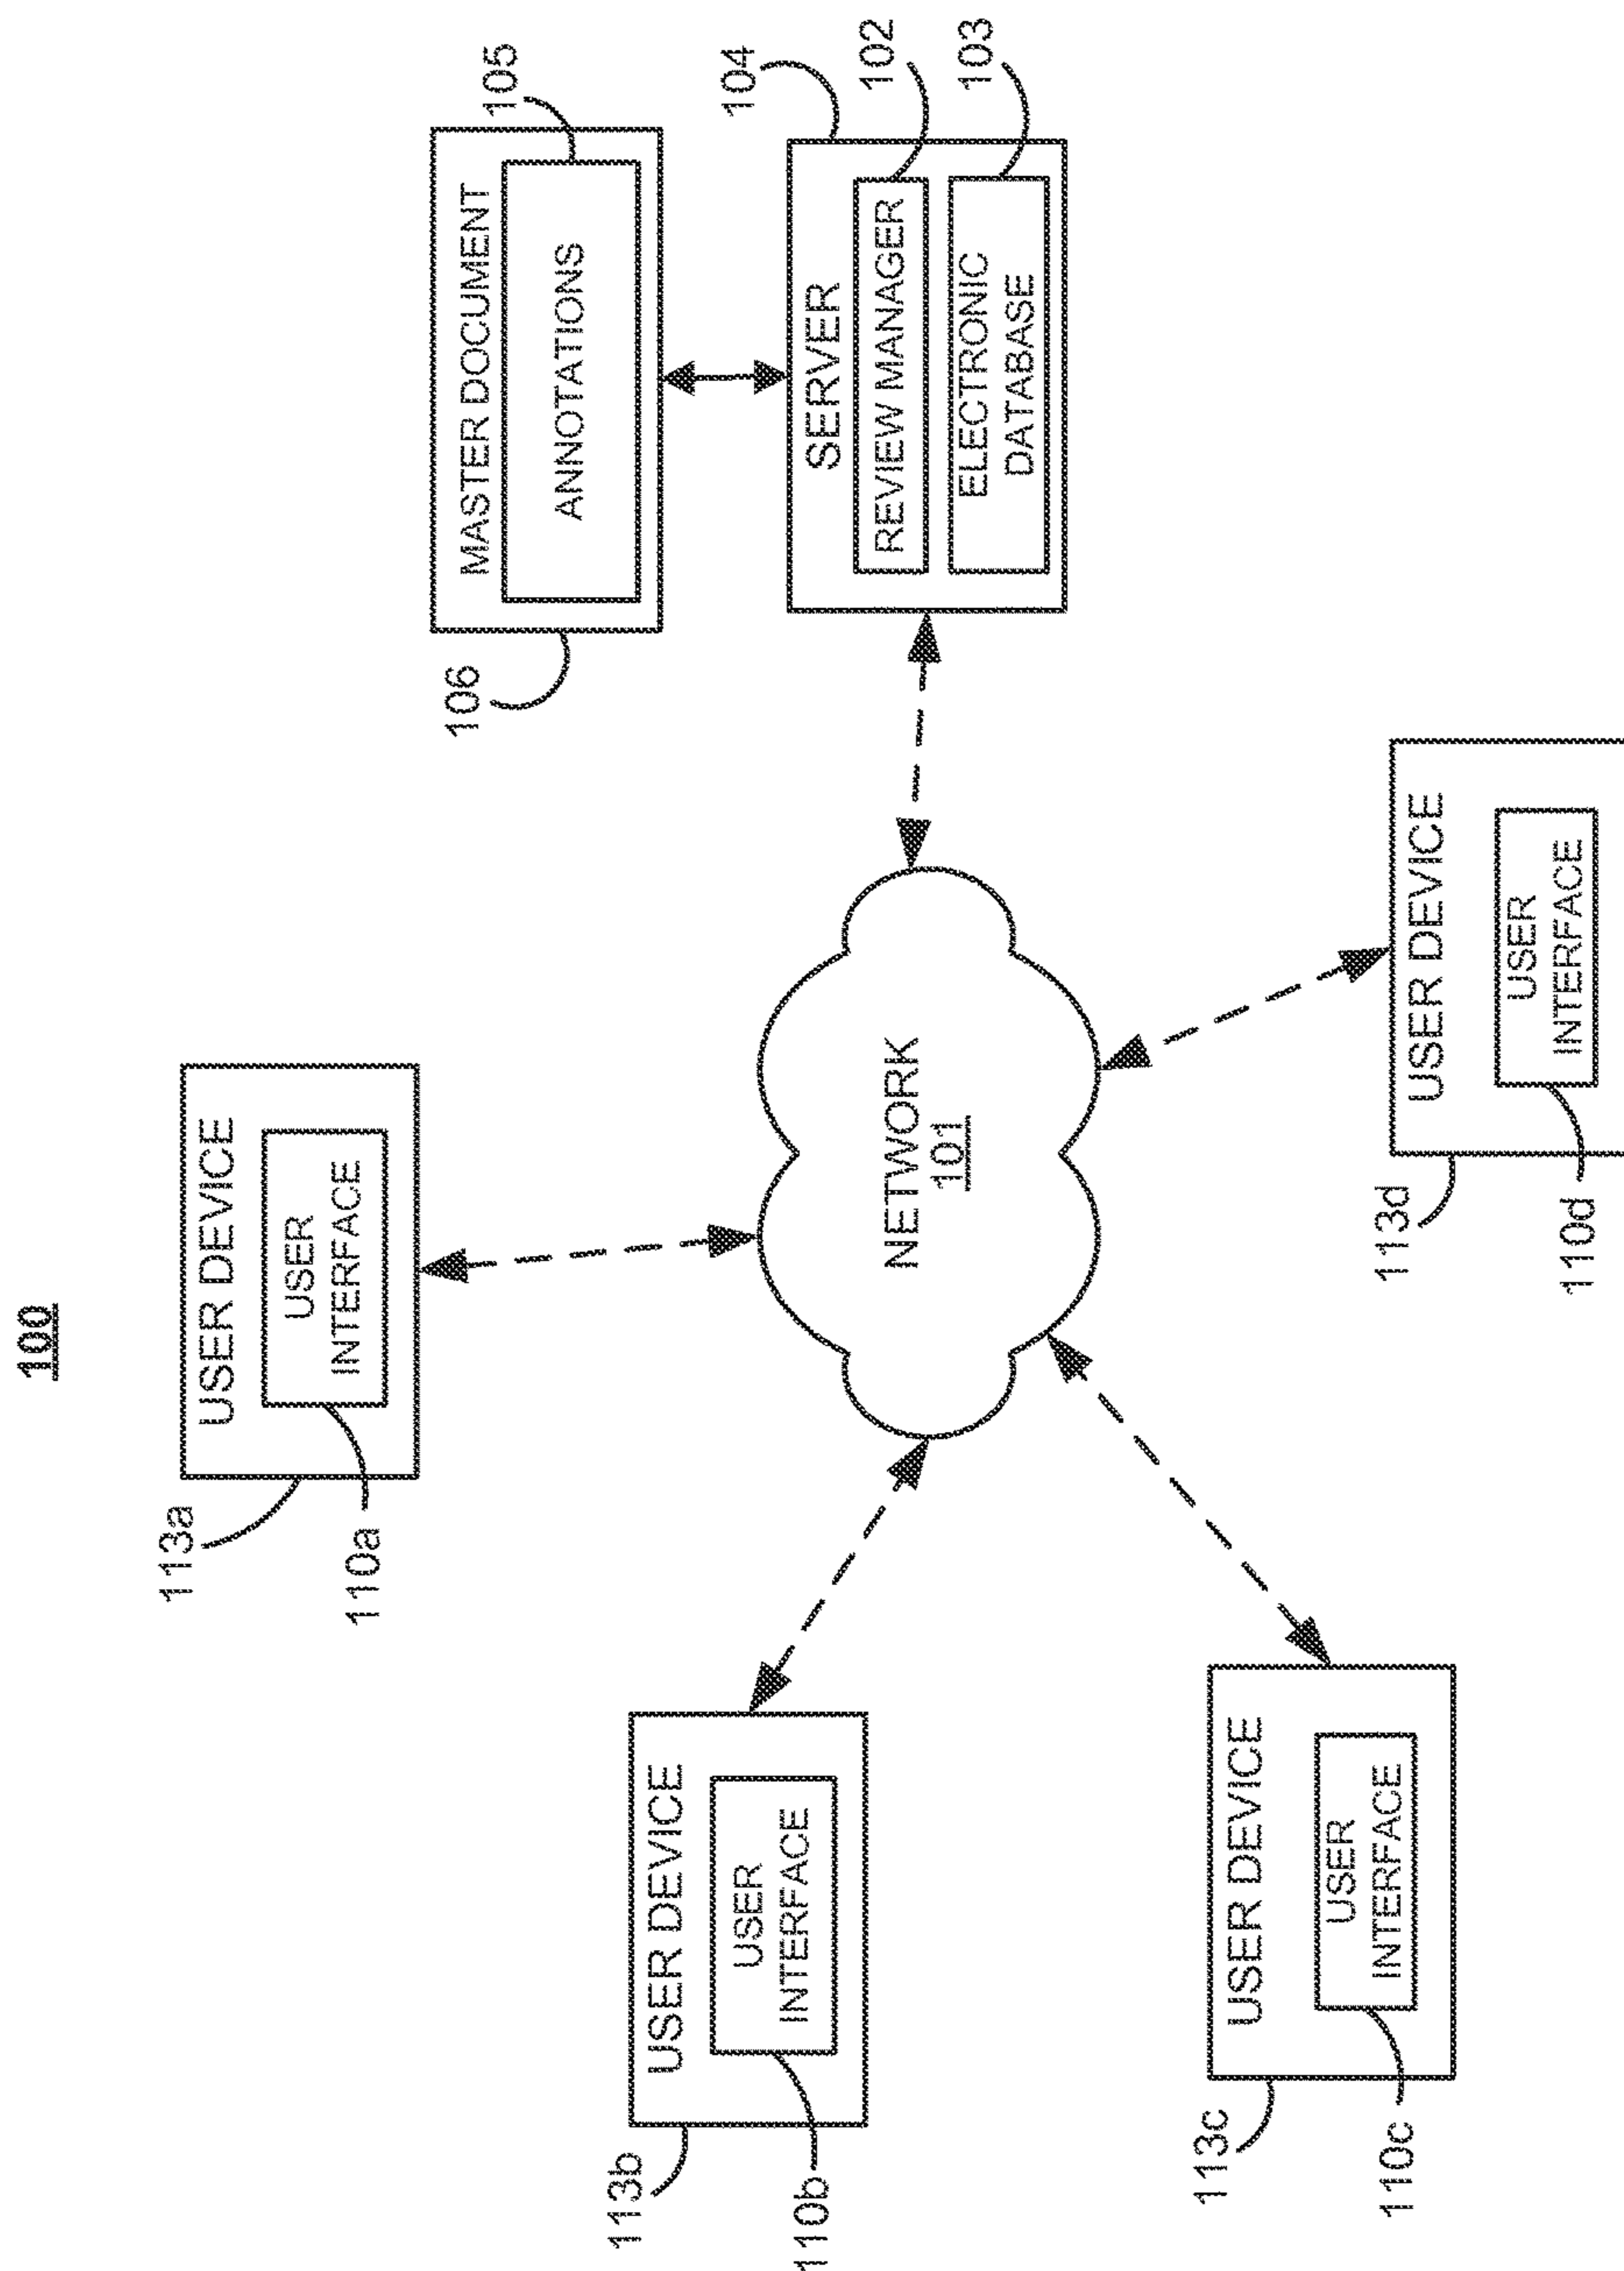 100
USER DEVICE
USER
INTERFACE
113a
110a
USER DEVICE
USER
INTERFACE
113b
110b
USER DEVICE
USER
INTERFACE
113c
110c
USER DEVICE
USER
INTERFACE
113d
110d
NETWORK
101
MASTER DOCUMENT
ANNOTATIONS
105
106
SERVER
REVIEW MANAGER
ELECTRONIC
DATABASE
104
102
103